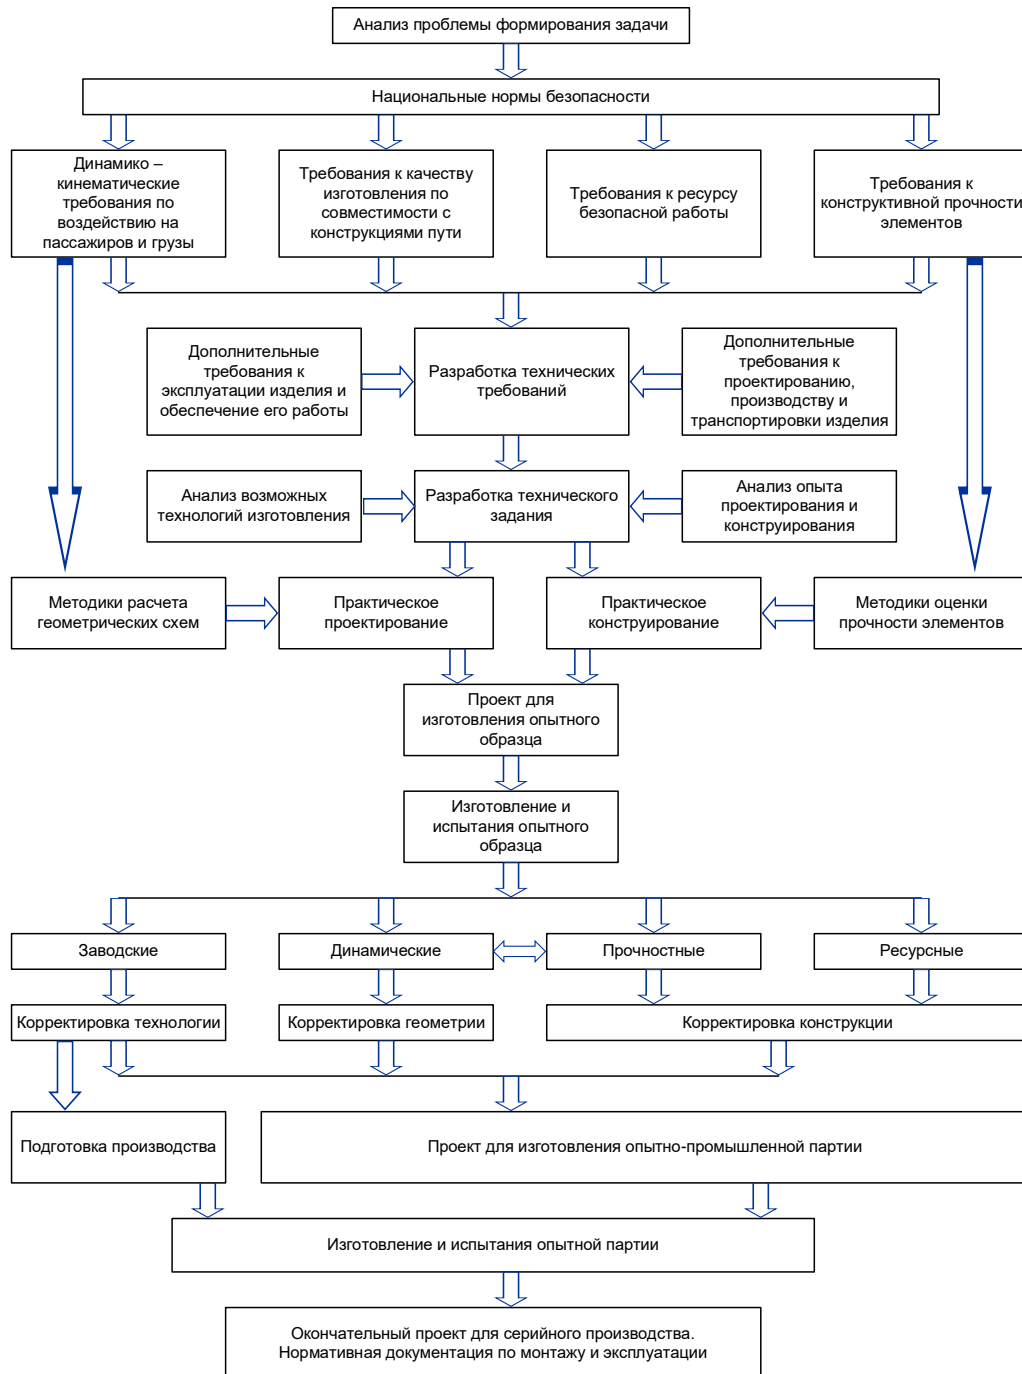 Анализ проблемы формирования задачи
Национальные нормы безопасности
Динамико –
кинематические
требования по
воздействию на
пассажиров и грузы
Требования к качеству
изготовления по
совместимости с
конструкциями пути
Требования к ресурсу
безопасной работы
Требования к
конструктивной прочности
элементов
Дополнительные
требования к
эксплуатации изделия и
обеспечение его работы
Разработка технических
требований
Дополнительные
требования к
проектированию,
производству и
транспортировки изделия
Анализ возможных
технологий изготовления
Разработка технического
задания
Анализ опыта
проектирования и
конструирования
Методики расчета
геометрических схем
Практическое
проектирование
Практическое
конструирование
Методики оценки
прочности элементов
Проект для
изготовления опытного
образца
Изготовление и
испытания опытного
образца
Заводские
Динамические
Прочностные
Ресурсные
Корректировка технологии
Корректировка геометрии
Корректировка конструкции
Подготовка производства
Проект для изготовления опытно-промышленной партии
Изготовление и испытания опытной партии
Окончательный проект для серийного производства.
Нормативная документация по монтажу и эксплуатации